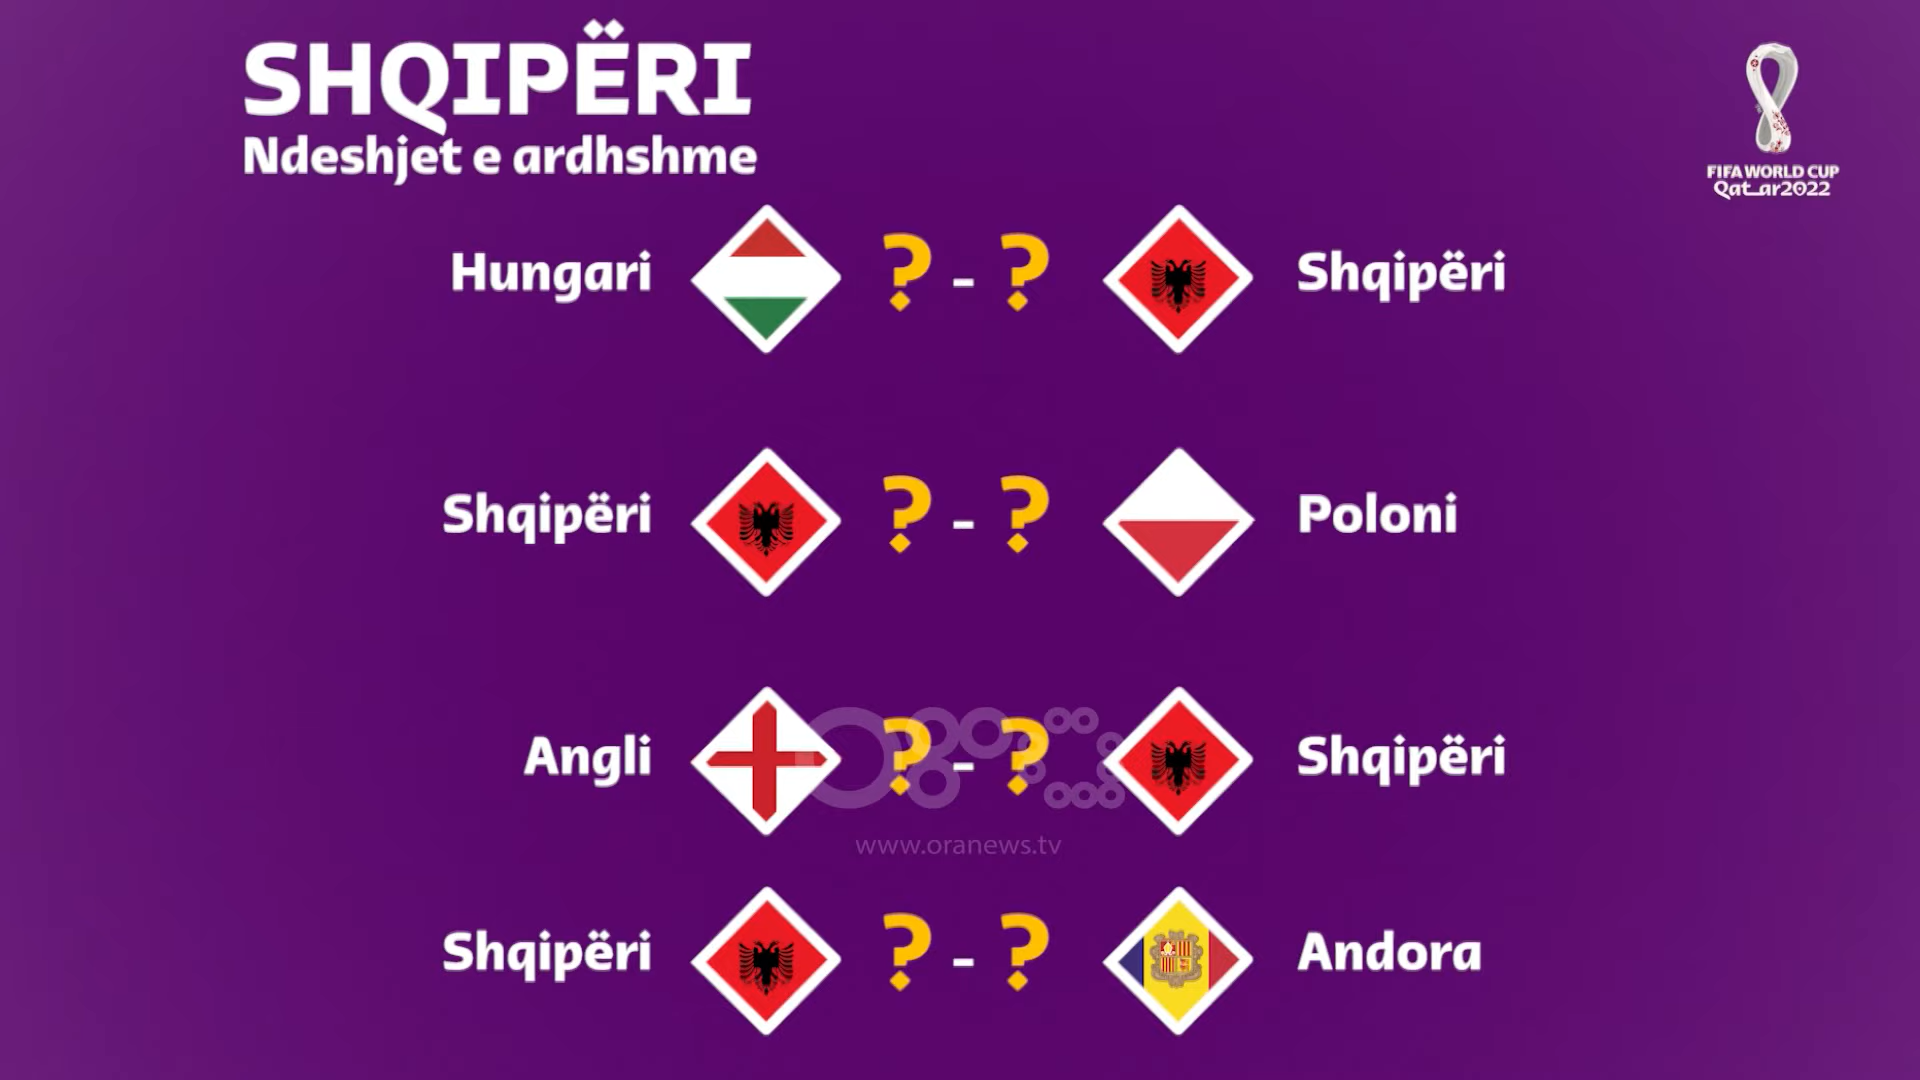 SHQIPËRI
Ndeshjet e ardhshme
FIFA WORLD CUP
Qatar2022
Hungari ? - ? Shqipëri
Shqipëri ? - ? Poloni
Angli ? - ? Shqipëri
www.oranews.tv
Shqipëri ? - ? Andora